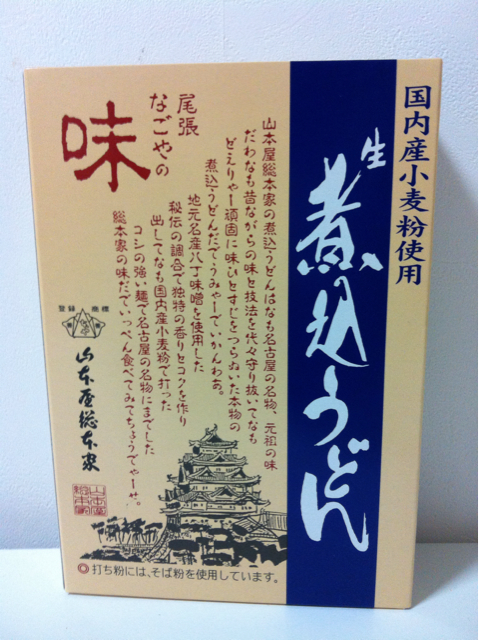 国内産小麦粉使用
生
煮込うどん
尾張
なごやの
味
山本屋総本家の煮込うどんはなも名古屋の名物、元祖の味
だわなも昔ながらの味と技法を代々守り抜いてなも
どえりゃー頑固に味ひとすじをつらぬいた本物の
煮込うどんだでうみゃーでいかんわあ。
地元名産八丁味噌を使用した
秘伝の調合で独特の香りとコクを作り
出してなも国内産小麦粉で打った
コシの強い麺で名古屋の名物にまでした
総本家の味だでいっぺん食べてみてちょうでゃーせ。
登録 商標
山本屋総本家
◎打ち粉には、そば粉を使用しています。